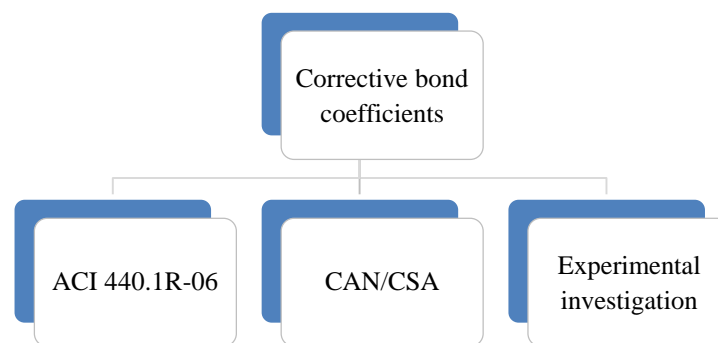 Corrective bond
coefficients
ACI 440.1R-06
CAN/CSA
Experimental
investigation